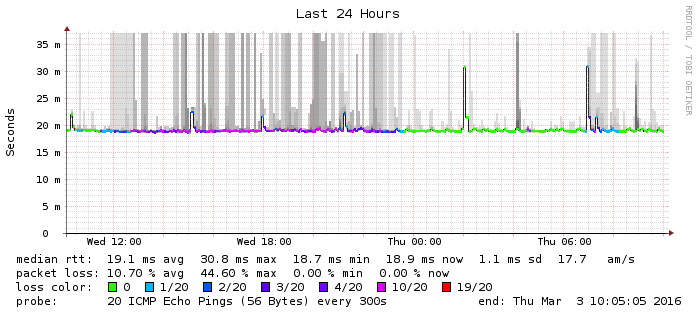 Last 24 Hours
RRDTOOL / TOBI OETIKER
Seconds
35 m
30 m
25 m
20 m
15 m
10 m
5 m
0
Wed 12:00 Wed 18:00 Thu 00:00 Thu 06:00
median rtt: 19.1 ms avg 30.8 ms max 18.7 ms min 18.9 ms now 1.1 ms sd 17.7 am/s
packet loss: 10.70 % avg 44.60 % max 0.00 % min 0.00 % now
loss color: 0 1/20 2/20 3/20 4/20 10/20 19/20
probe: 20 ICMP Echo Pings (56 Bytes) every 300s end: Thu Mar 3 10:05:05 2016